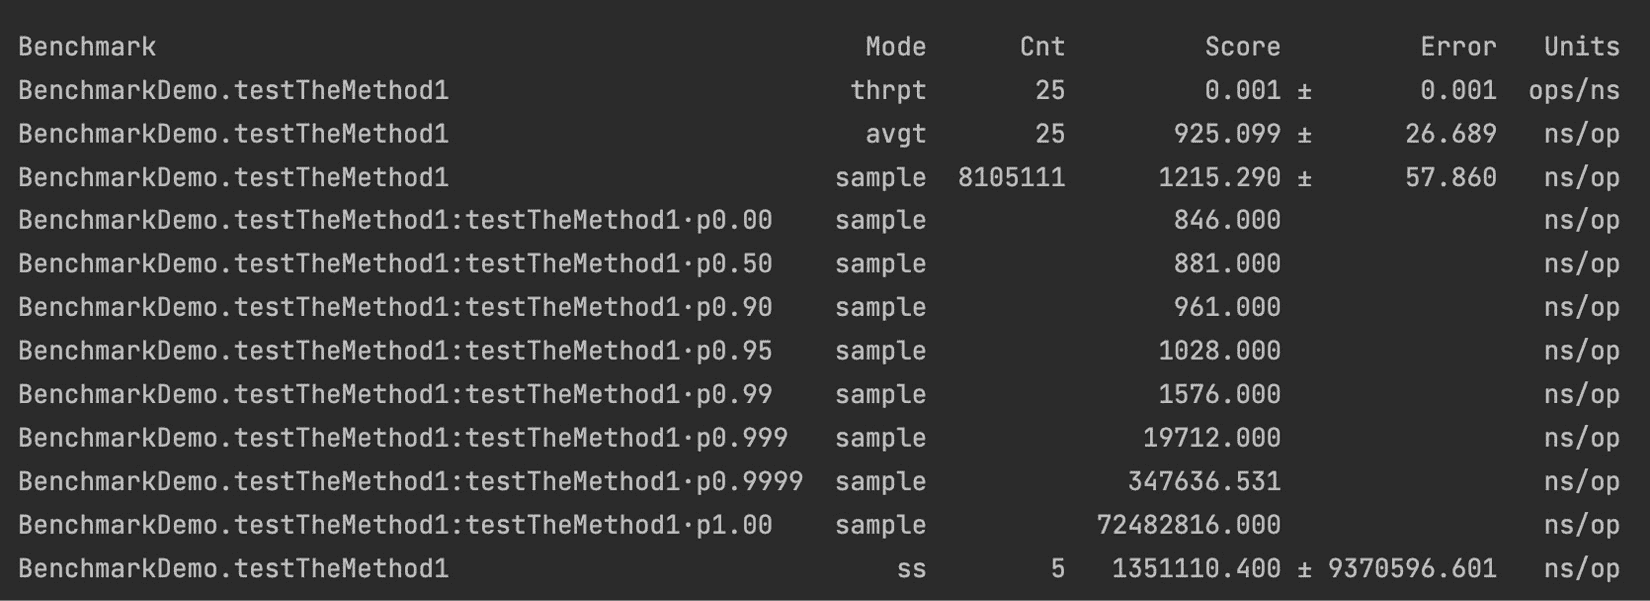 Benchmark Mode Cnt Score Error Units
BenchmarkDemo.testTheMethod1 thrpt 25 0.001 ± 0.001 ops/ns
BenchmarkDemo.testTheMethod1 avgt 25 925.099 ± 26.689 ns/op
BenchmarkDemo.testTheMethod1 sample 8105111 1215.290 ± 57.860 ns/op
BenchmarkDemo.testTheMethod1:testTheMethod1·p0.00 sample 846.000 ns/op
BenchmarkDemo.testTheMethod1:testTheMethod1·p0.50 sample 881.000 ns/op
BenchmarkDemo.testTheMethod1:testTheMethod1·p0.90 sample 961.000 ns/op
BenchmarkDemo.testTheMethod1:testTheMethod1·p0.95 sample 1028.000 ns/op
BenchmarkDemo.testTheMethod1:testTheMethod1·p0.99 sample 1576.000 ns/op
BenchmarkDemo.testTheMethod1:testTheMethod1·p0.999 sample 19712.000 ns/op
BenchmarkDemo.testTheMethod1:testTheMethod1·p0.9999 sample 347636.531 ns/op
BenchmarkDemo.testTheMethod1:testTheMethod1·p1.00 sample 72482816.000 ns/op
BenchmarkDemo.testTheMethod1 ss 5 1351110.400 ± 9370596.601 ns/op